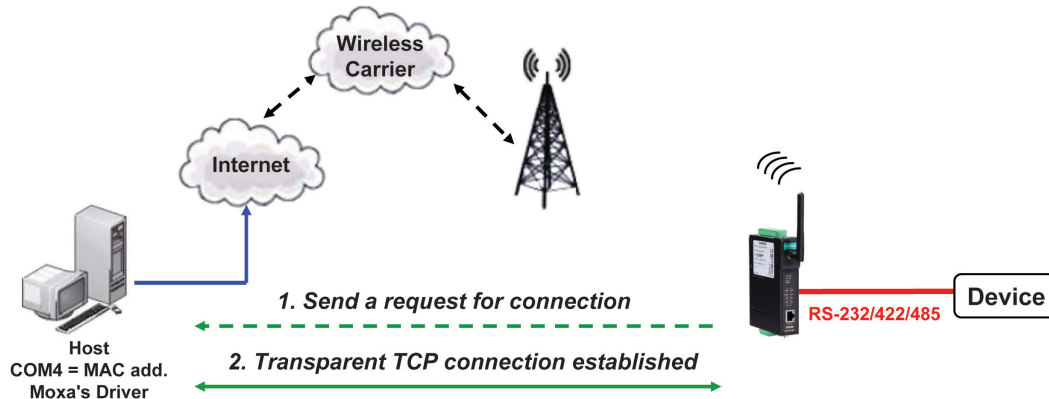 Wireless
Carrier
Internet
1. Send a request for connection
RS-232/422/485
Device
Host
COM4 = MAC add.
Moxa's Driver
2. Transparent TCP connection established